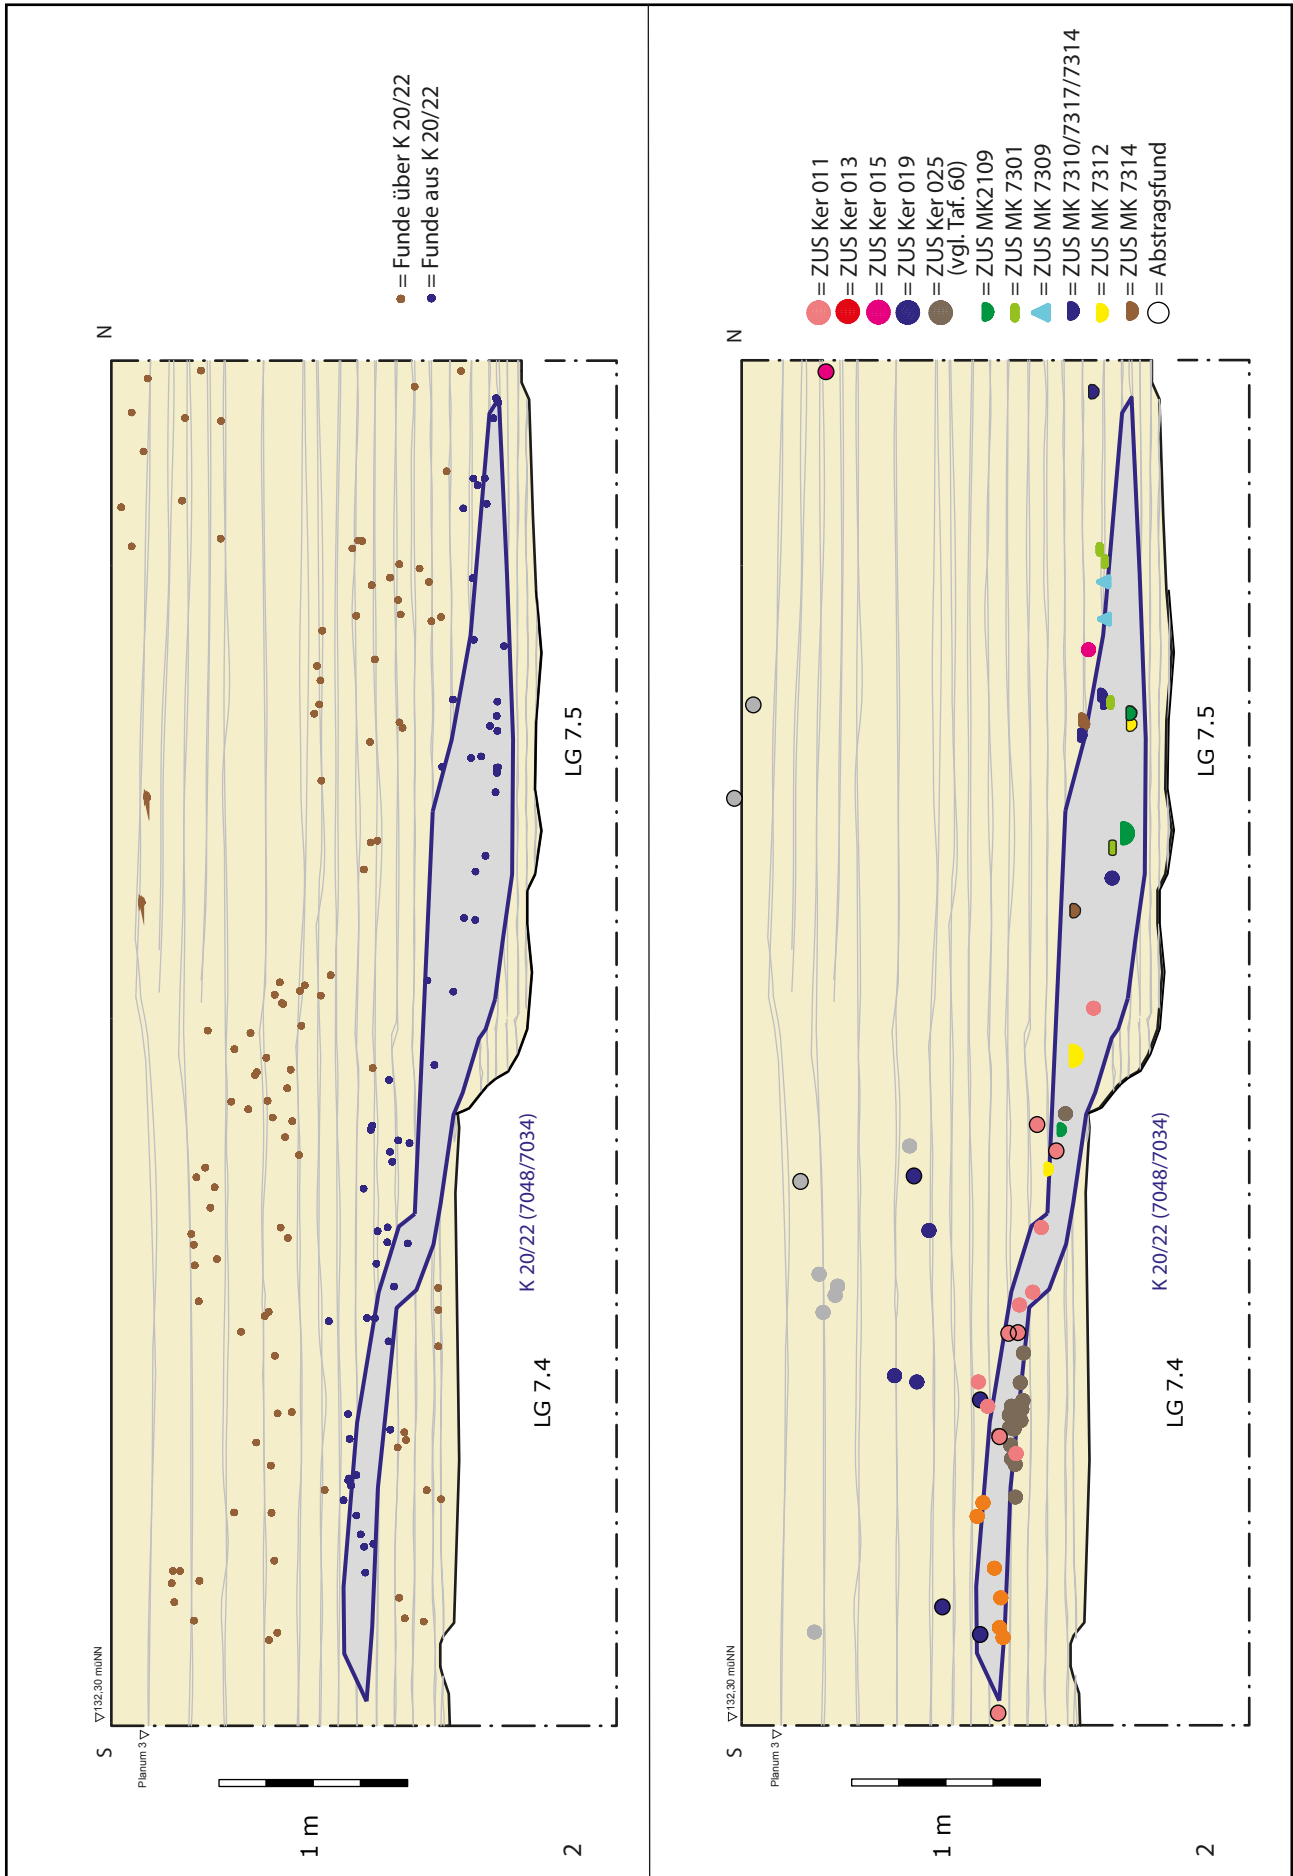 S
N
▽132,30 müNN
Planum 3 ▽
LG 7.4
K 20/22 (7048/7034)
LG 7.5
= Funde über K 20/22
= Funde aus K 20/22
1 m
2
S
N
▽132,30 müNN
Planum 3 ▽
LG 7.4
K 20/22 (7048/7034)
LG 7.5
= ZUS Ker 011
= ZUS Ker 013
= ZUS Ker 015
= ZUS Ker 019
= ZUS Ker 025
(vgl. Taf. 60)
= ZUS MK2109
= ZUS MK 7301
= ZUS MK 7309
= ZUS MK 7310/7317/7314
= ZUS MK 7312
= ZUS MK 7314
= Abstragsfund
1 m
2